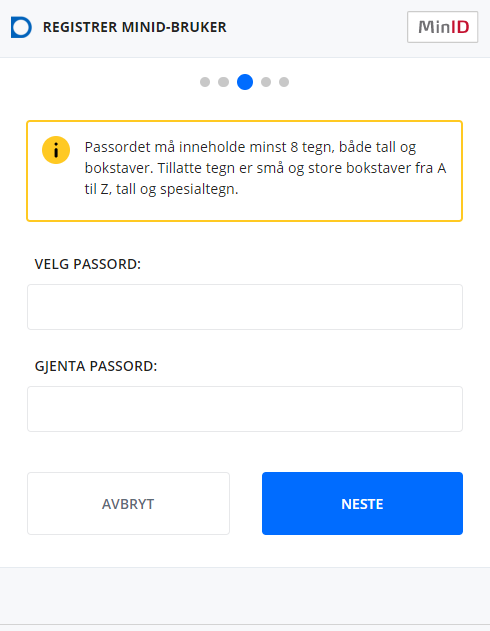 REGISTRER MINID-BRUKER
MinID
Passordet må inneholde minst 8 tegn, både tall og
bokstaver. Tillatte tegn er små og store bokstaver fra A
til Z, tall og spesialtegn.
VELG PASSORD:
GJENTA PASSORD:
AVBRYT
NESTE